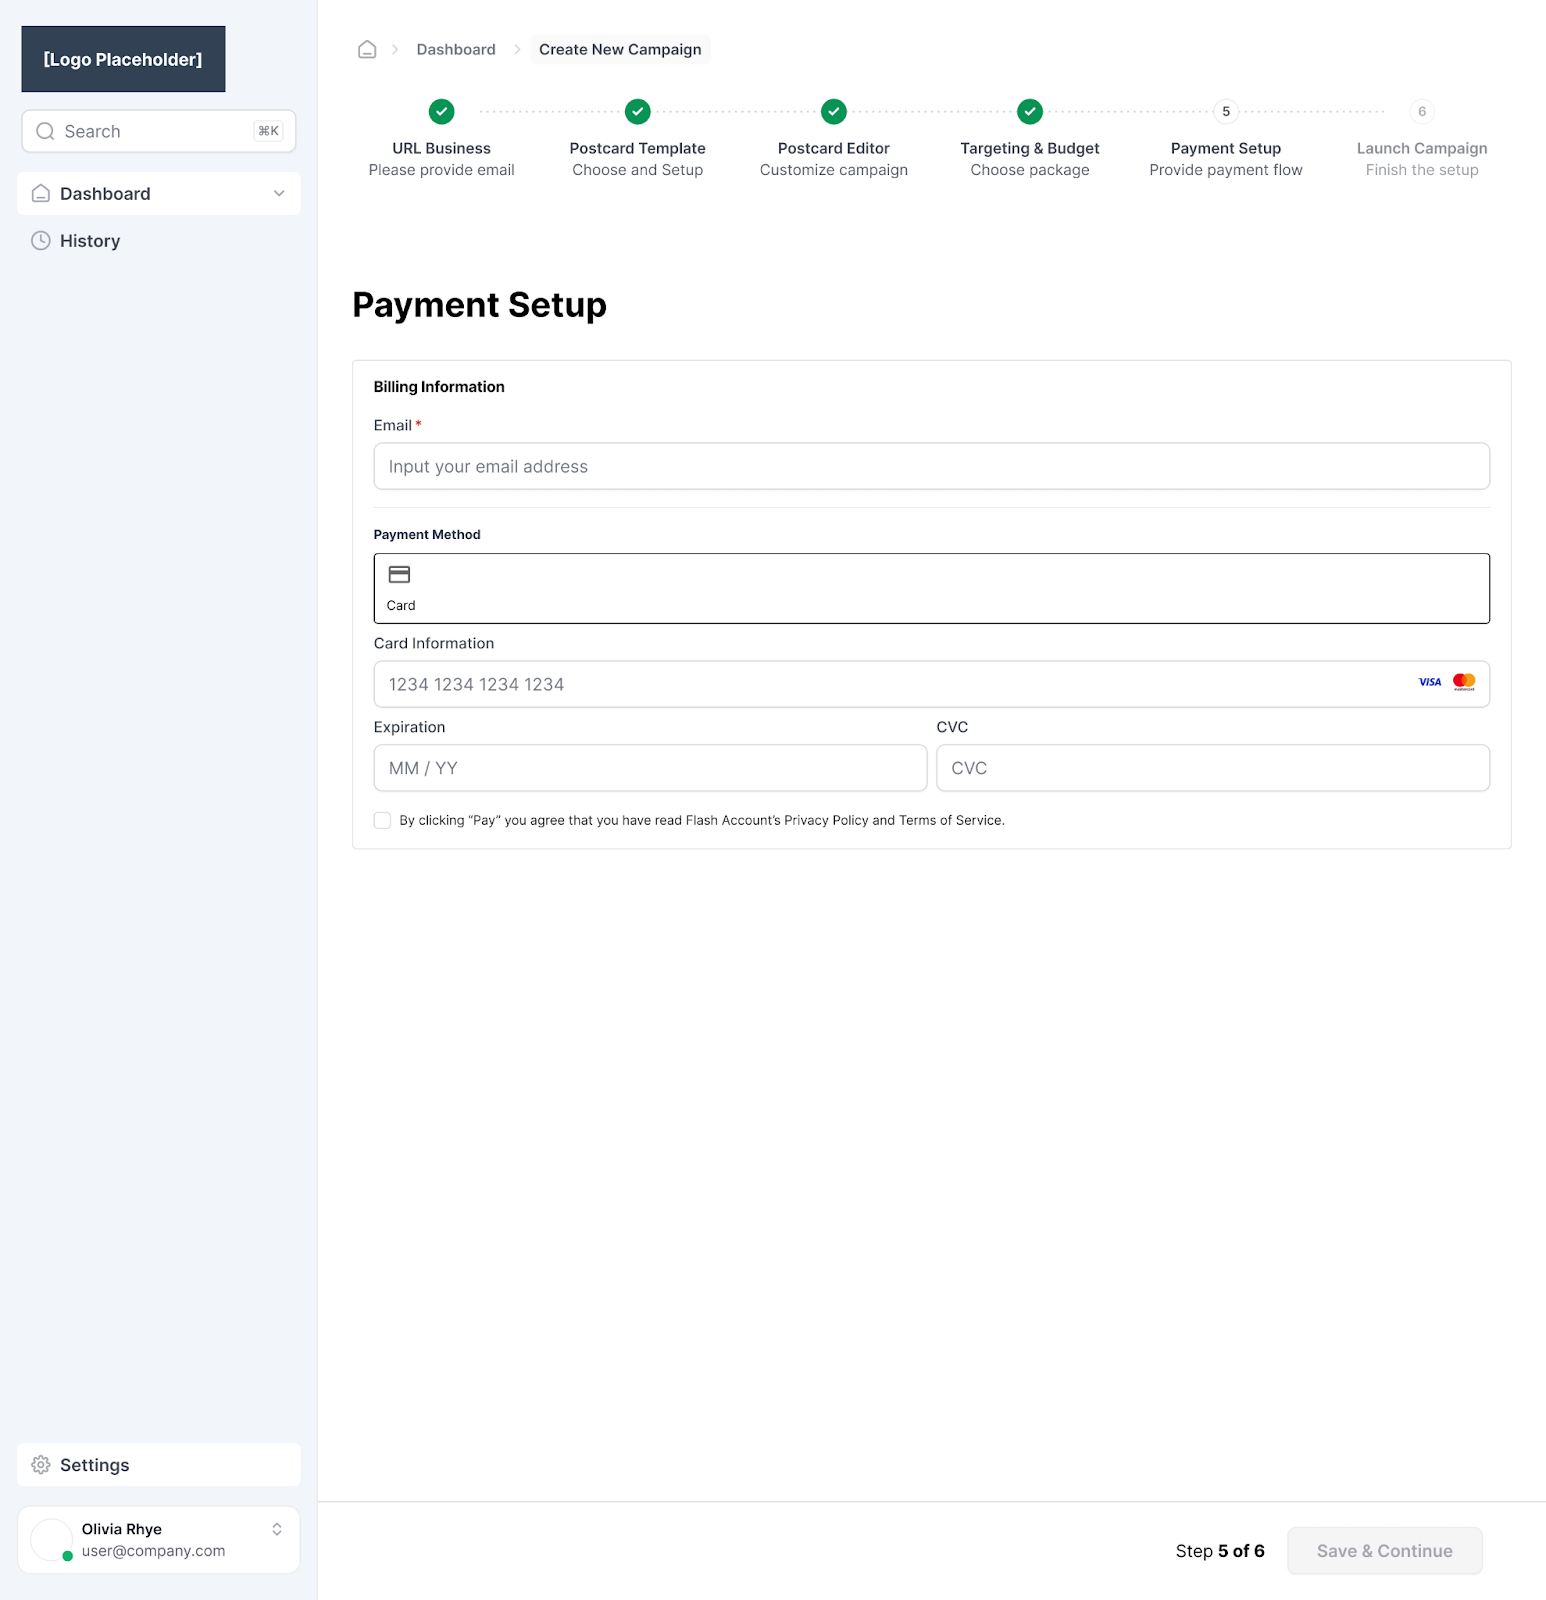 [Logo Placeholder]
Search
⌘K
Dashboard
History
Settings
Olivia Rhye
user@company.com
Dashboard
Create New Campaign
URL Business
Please provide email
Postcard Template
Choose and Setup
Postcard Editor
Customize campaign
Targeting & Budget
Choose package
5
Payment Setup
Provide payment flow
6
Launch Campaign
Finish the setup
Payment Setup
Billing Information
Email *
Input your email address
Payment Method
Card
Card Information
1234 1234 1234 1234
VISA
Expiration
CVC
MM / YY
CVC
By clicking “Pay” you agree that you have read Flash Account’s Privacy Policy and Terms of Service.
Step 5 of 6
Save & Continue